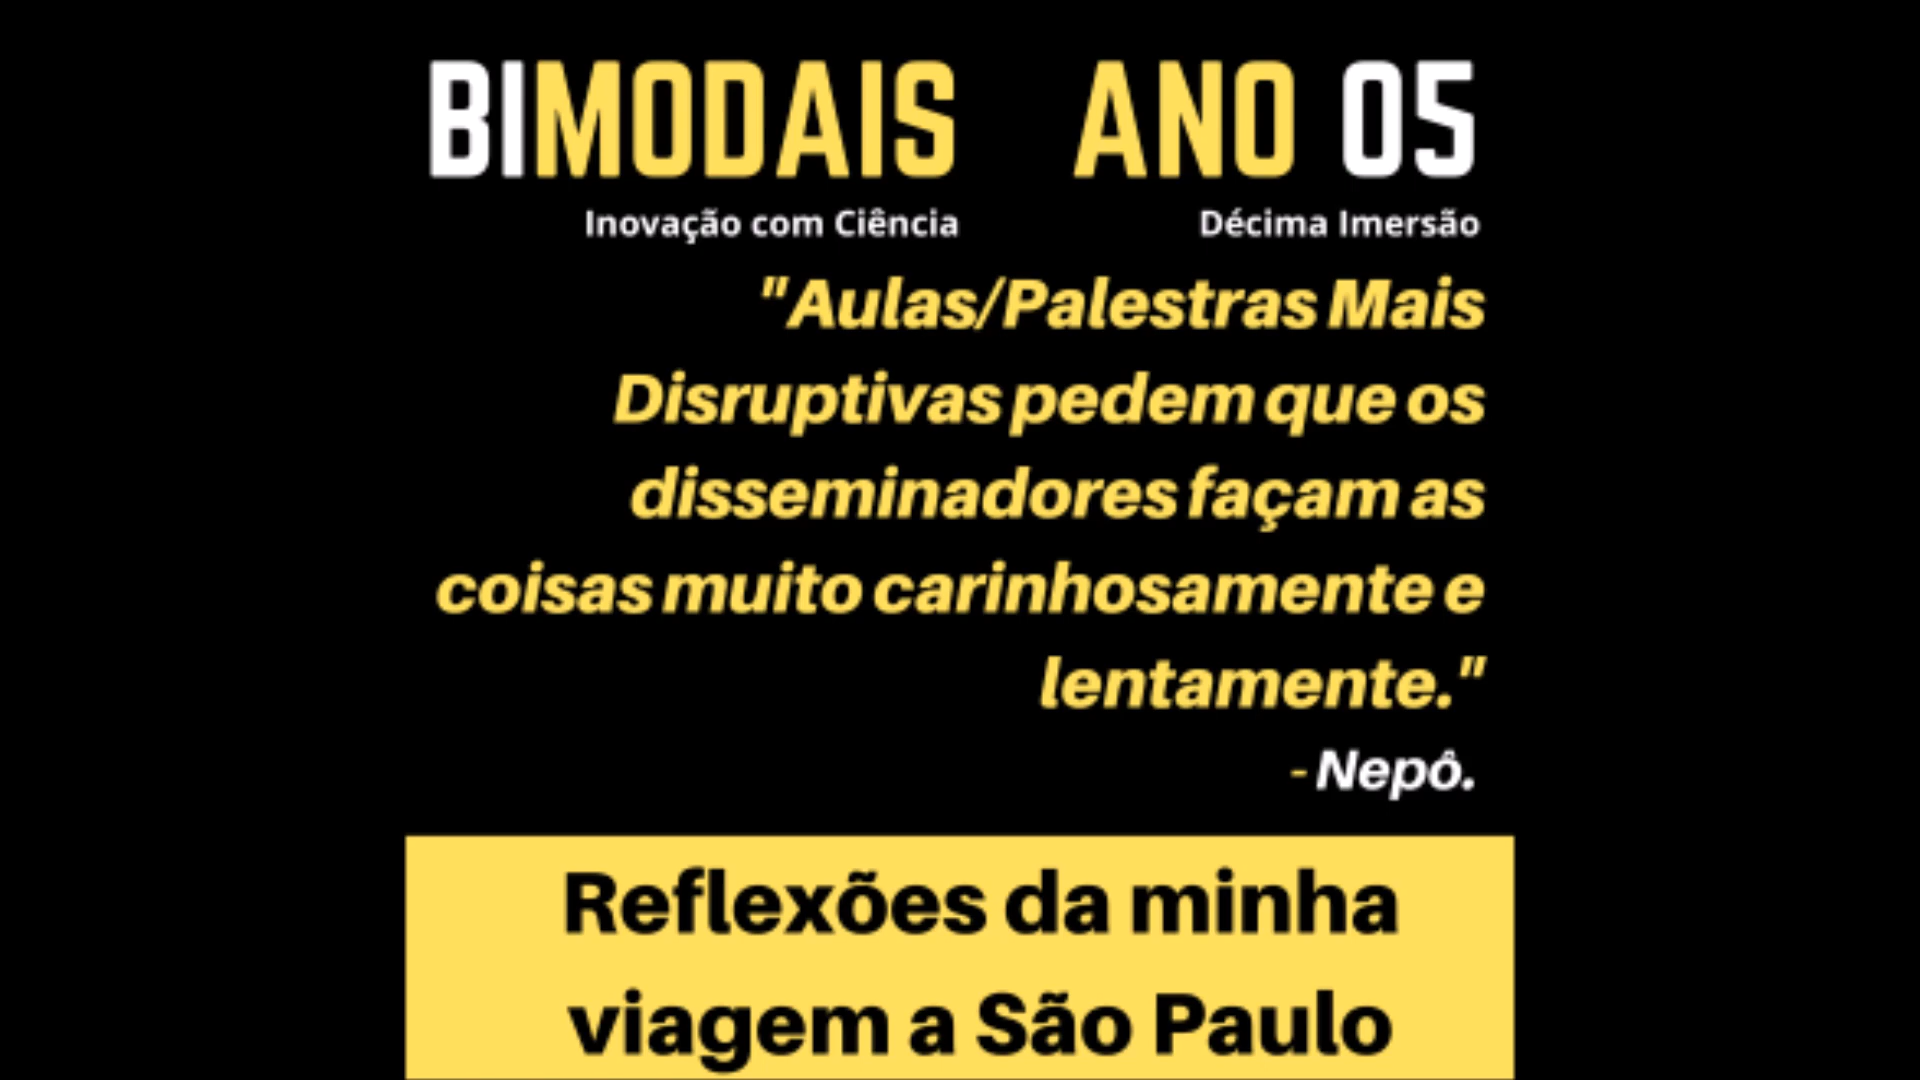 BIMODAIS ANO 05
Inovação com Ciência Décima Imersão
"Aulas/Palestras Mais
Disruptivas pedem que os
disseminadores façam as
coisas muito carinhosamente e
lentamente."
- Nepô.
Reflexões da minha
viagem a São Paulo